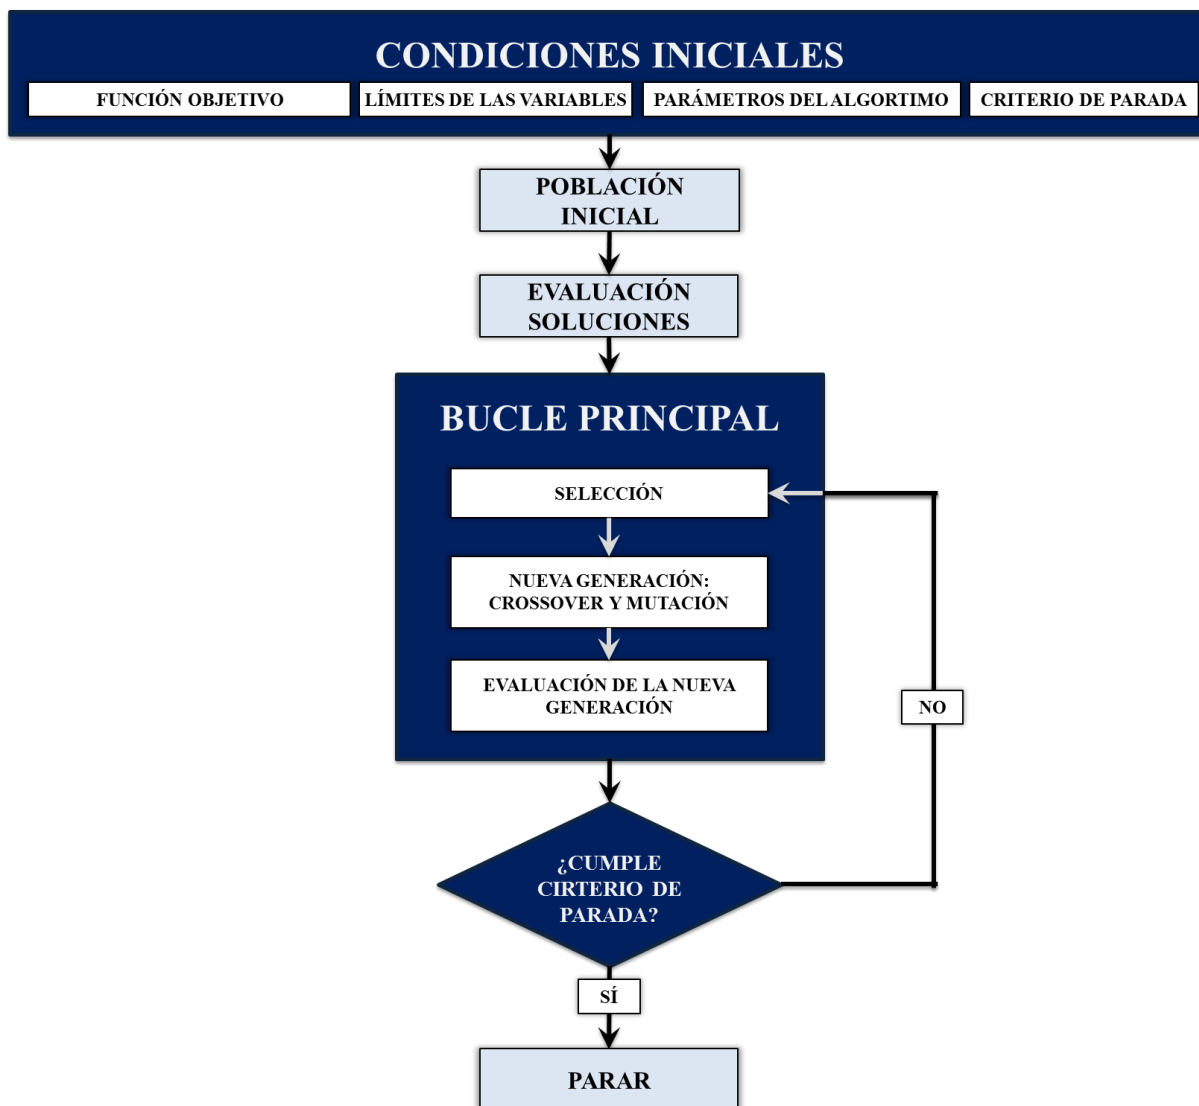 CONDICIONES INICIALES
FUNCIÓN OBJETIVO
LÍMITES DE LAS VARIABLES
PARÁMETROS DEL ALGORTIMO
CRITERIO DE PARADA
POBLACIÓN
INICIAL
EVALUACIÓN
SOLUCIONES
BUCLE PRINCIPAL
SELECCIÓN
NUEVA GENERACIÓN:
CROSSOVER Y MUTACIÓN
EVALUACIÓN DE LA NUEVA
GENERACIÓN
NO
¿CUMPLE
CIRTERIO DE
PARADA?
SÍ
PARAR